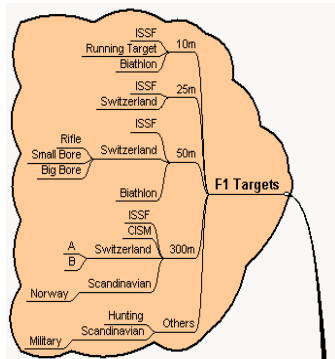 ISSF
10m
Running Target
Biathlon
ISSF
25m
Switzerland
ISSF
Rifle
Switzerland
50m
Small Bore
Big Bore
F1 Targets
Biathlon
ISSF
CISM
A
Switzerland
300m
B
Scandinavian
Norway
Hunting
Others
Scandinavian
Military